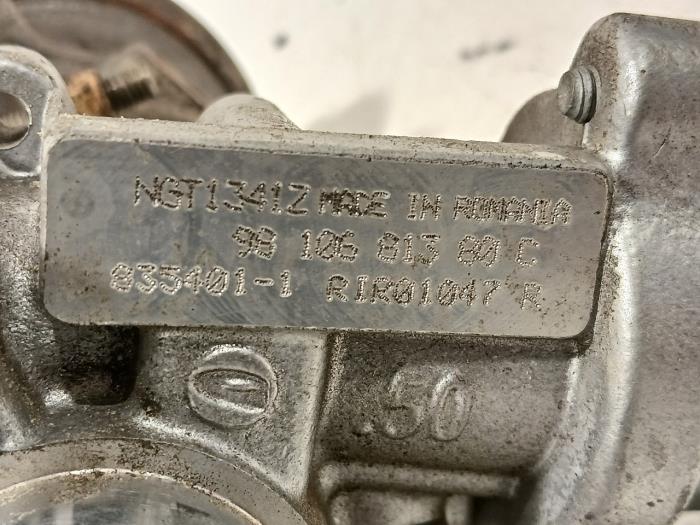 NGT1341Z MADE IN ROMANIA
98 106 813 80 C
835401-1 RIR01047 R
.50